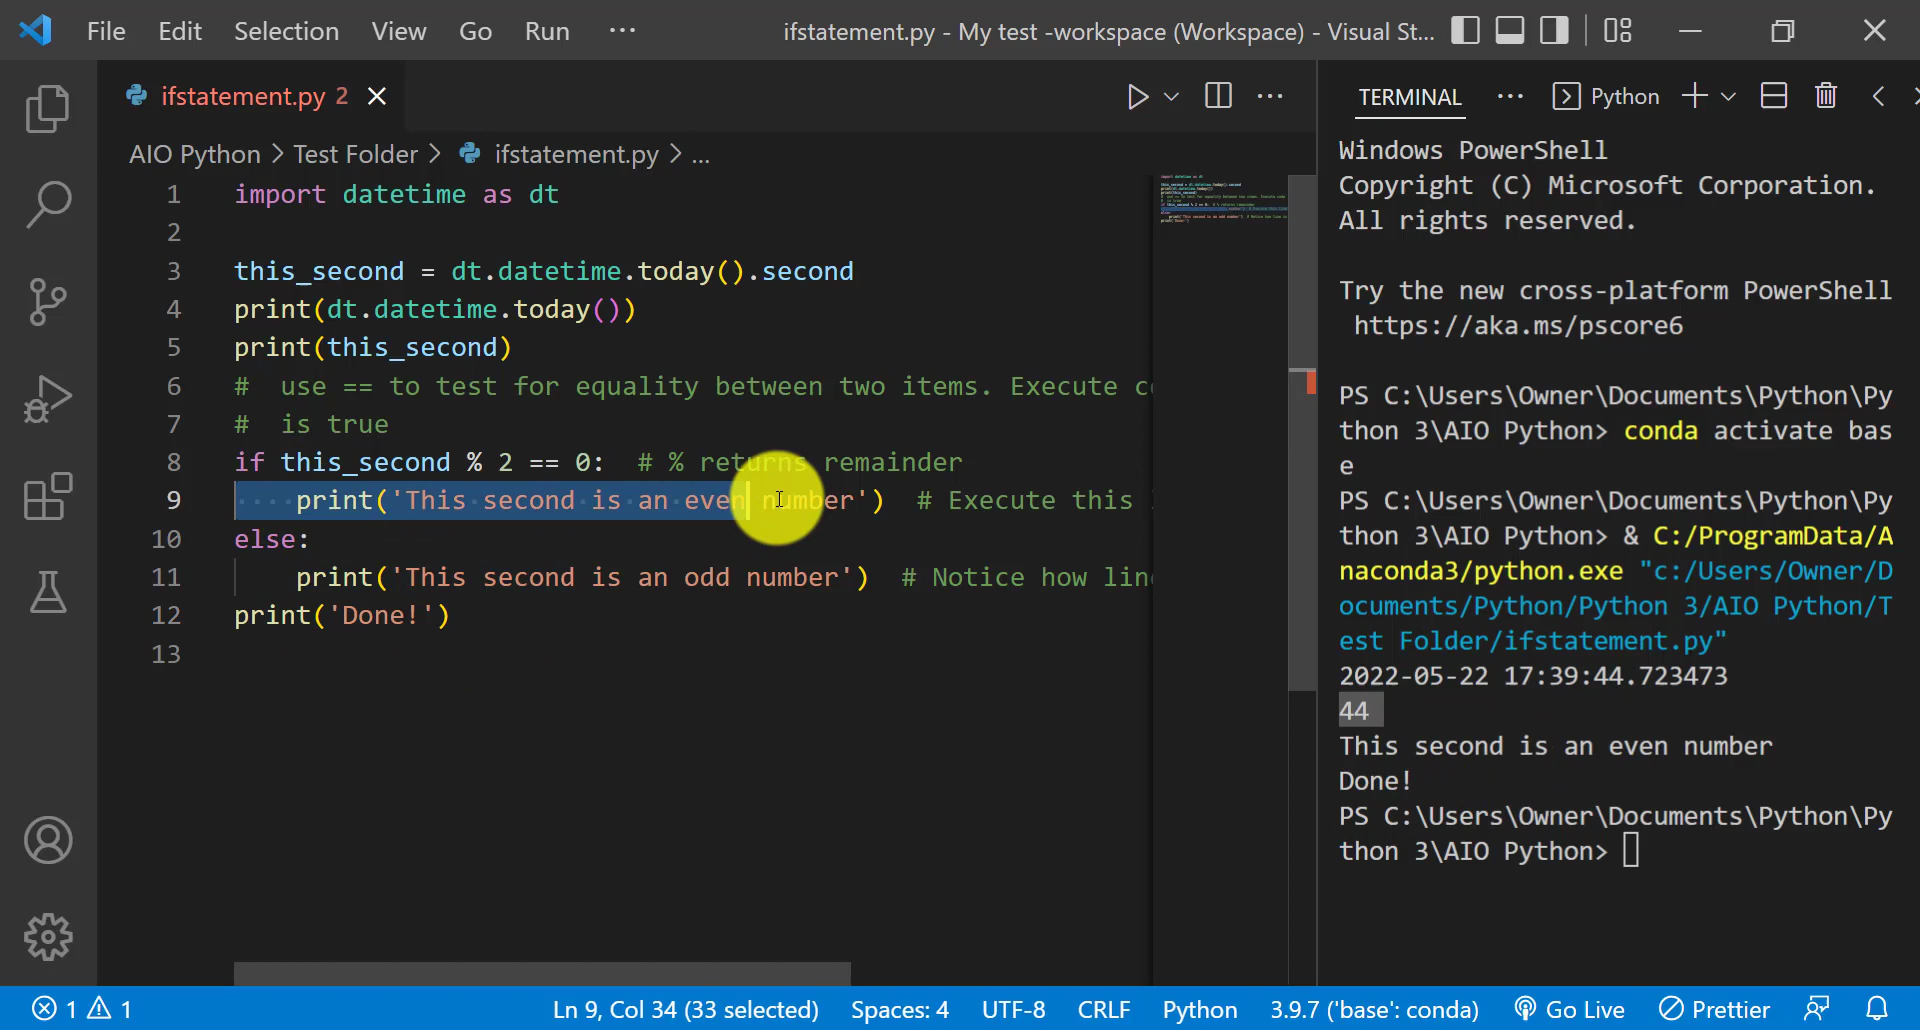 File Edit Selection View Go Run ···
ifstatement.py - My test -workspace (Workspace) - Visual St...
ifstatement.py 2
AIO Python > Test Folder > ifstatement.py > ...
1 import datetime as dt
2
3 this_second = dt.datetime.today().second
4 print(dt.datetime.today())
5 print(this_second)
6 #  use == to test for equality between two items. Execute
7 #  is true
8 if this_second % 2 == 0:  # % returns remainder
9     print('This second is an even number')  # Execute this
10 else:
11     print('This second is an odd number')  # Notice how
12 print('Done!')
13
TERMINAL ··· Python
Windows PowerShell
Copyright (C) Microsoft Corporation.
All rights reserved.
Try the new cross-platform PowerShell
https://aka.ms/pscore6
PS C:\Users\Owner\Documents\Python\Py
thon 3\AIO Python> conda activate bas
e
PS C:\Users\Owner\Documents\Python\Py
thon 3\AIO Python> & C:/ProgramData/A
naconda3/python.exe "c:/Users/Owner/D
ocuments/Python/Python 3/AIO Python/T
est Folder/ifstatement.py"
2022-05-22 17:39:44.723473
44
This second is an even number
Done!
PS C:\Users\Owner\Documents\Python\Py
thon 3\AIO Python>
1 1 Ln 9, Col 34 (33 selected) Spaces: 4 UTF-8 CRLF Python 3.9.7 ('base': conda) Go Live Prettier